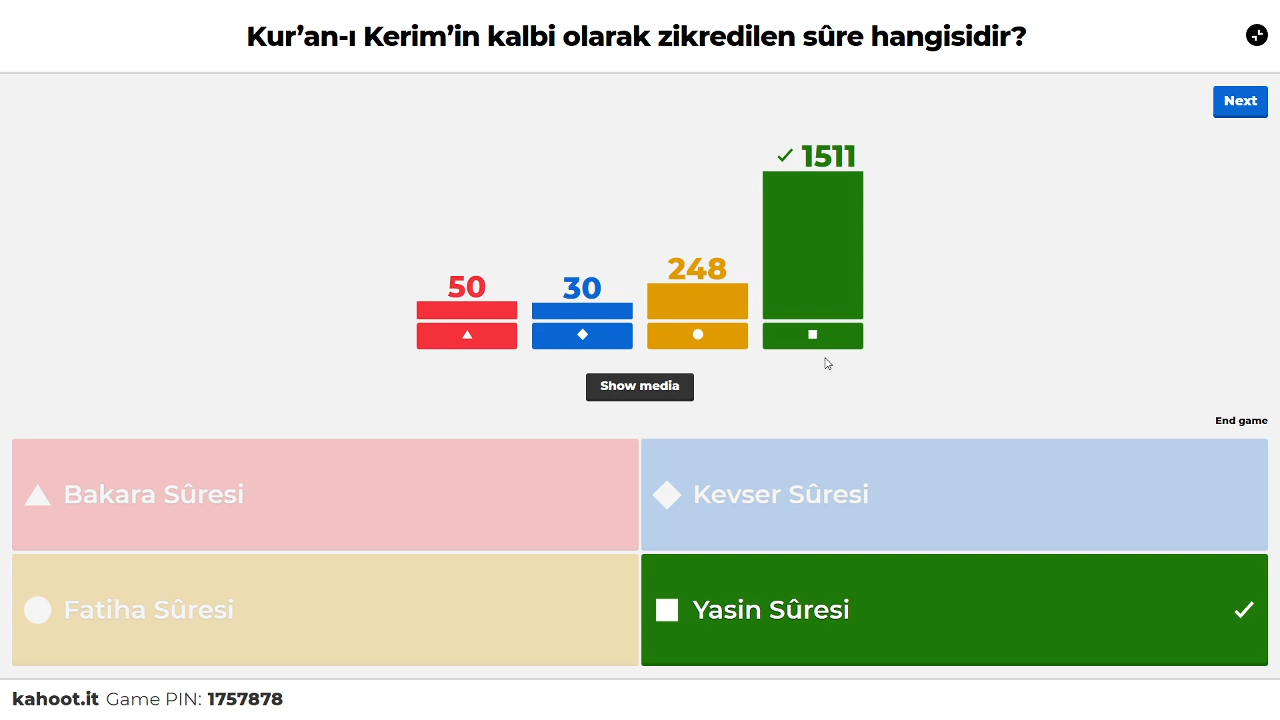 Kur’an-ı Kerim’in kalbi olarak zikredilen sûre hangisidir?
Next
1511
50
30
248
Show media
End game
Bakara Sûresi
Kevser Sûresi
Fatiha Sûresi
Yasin Sûresi
kahoot.it Game PIN: 1757878